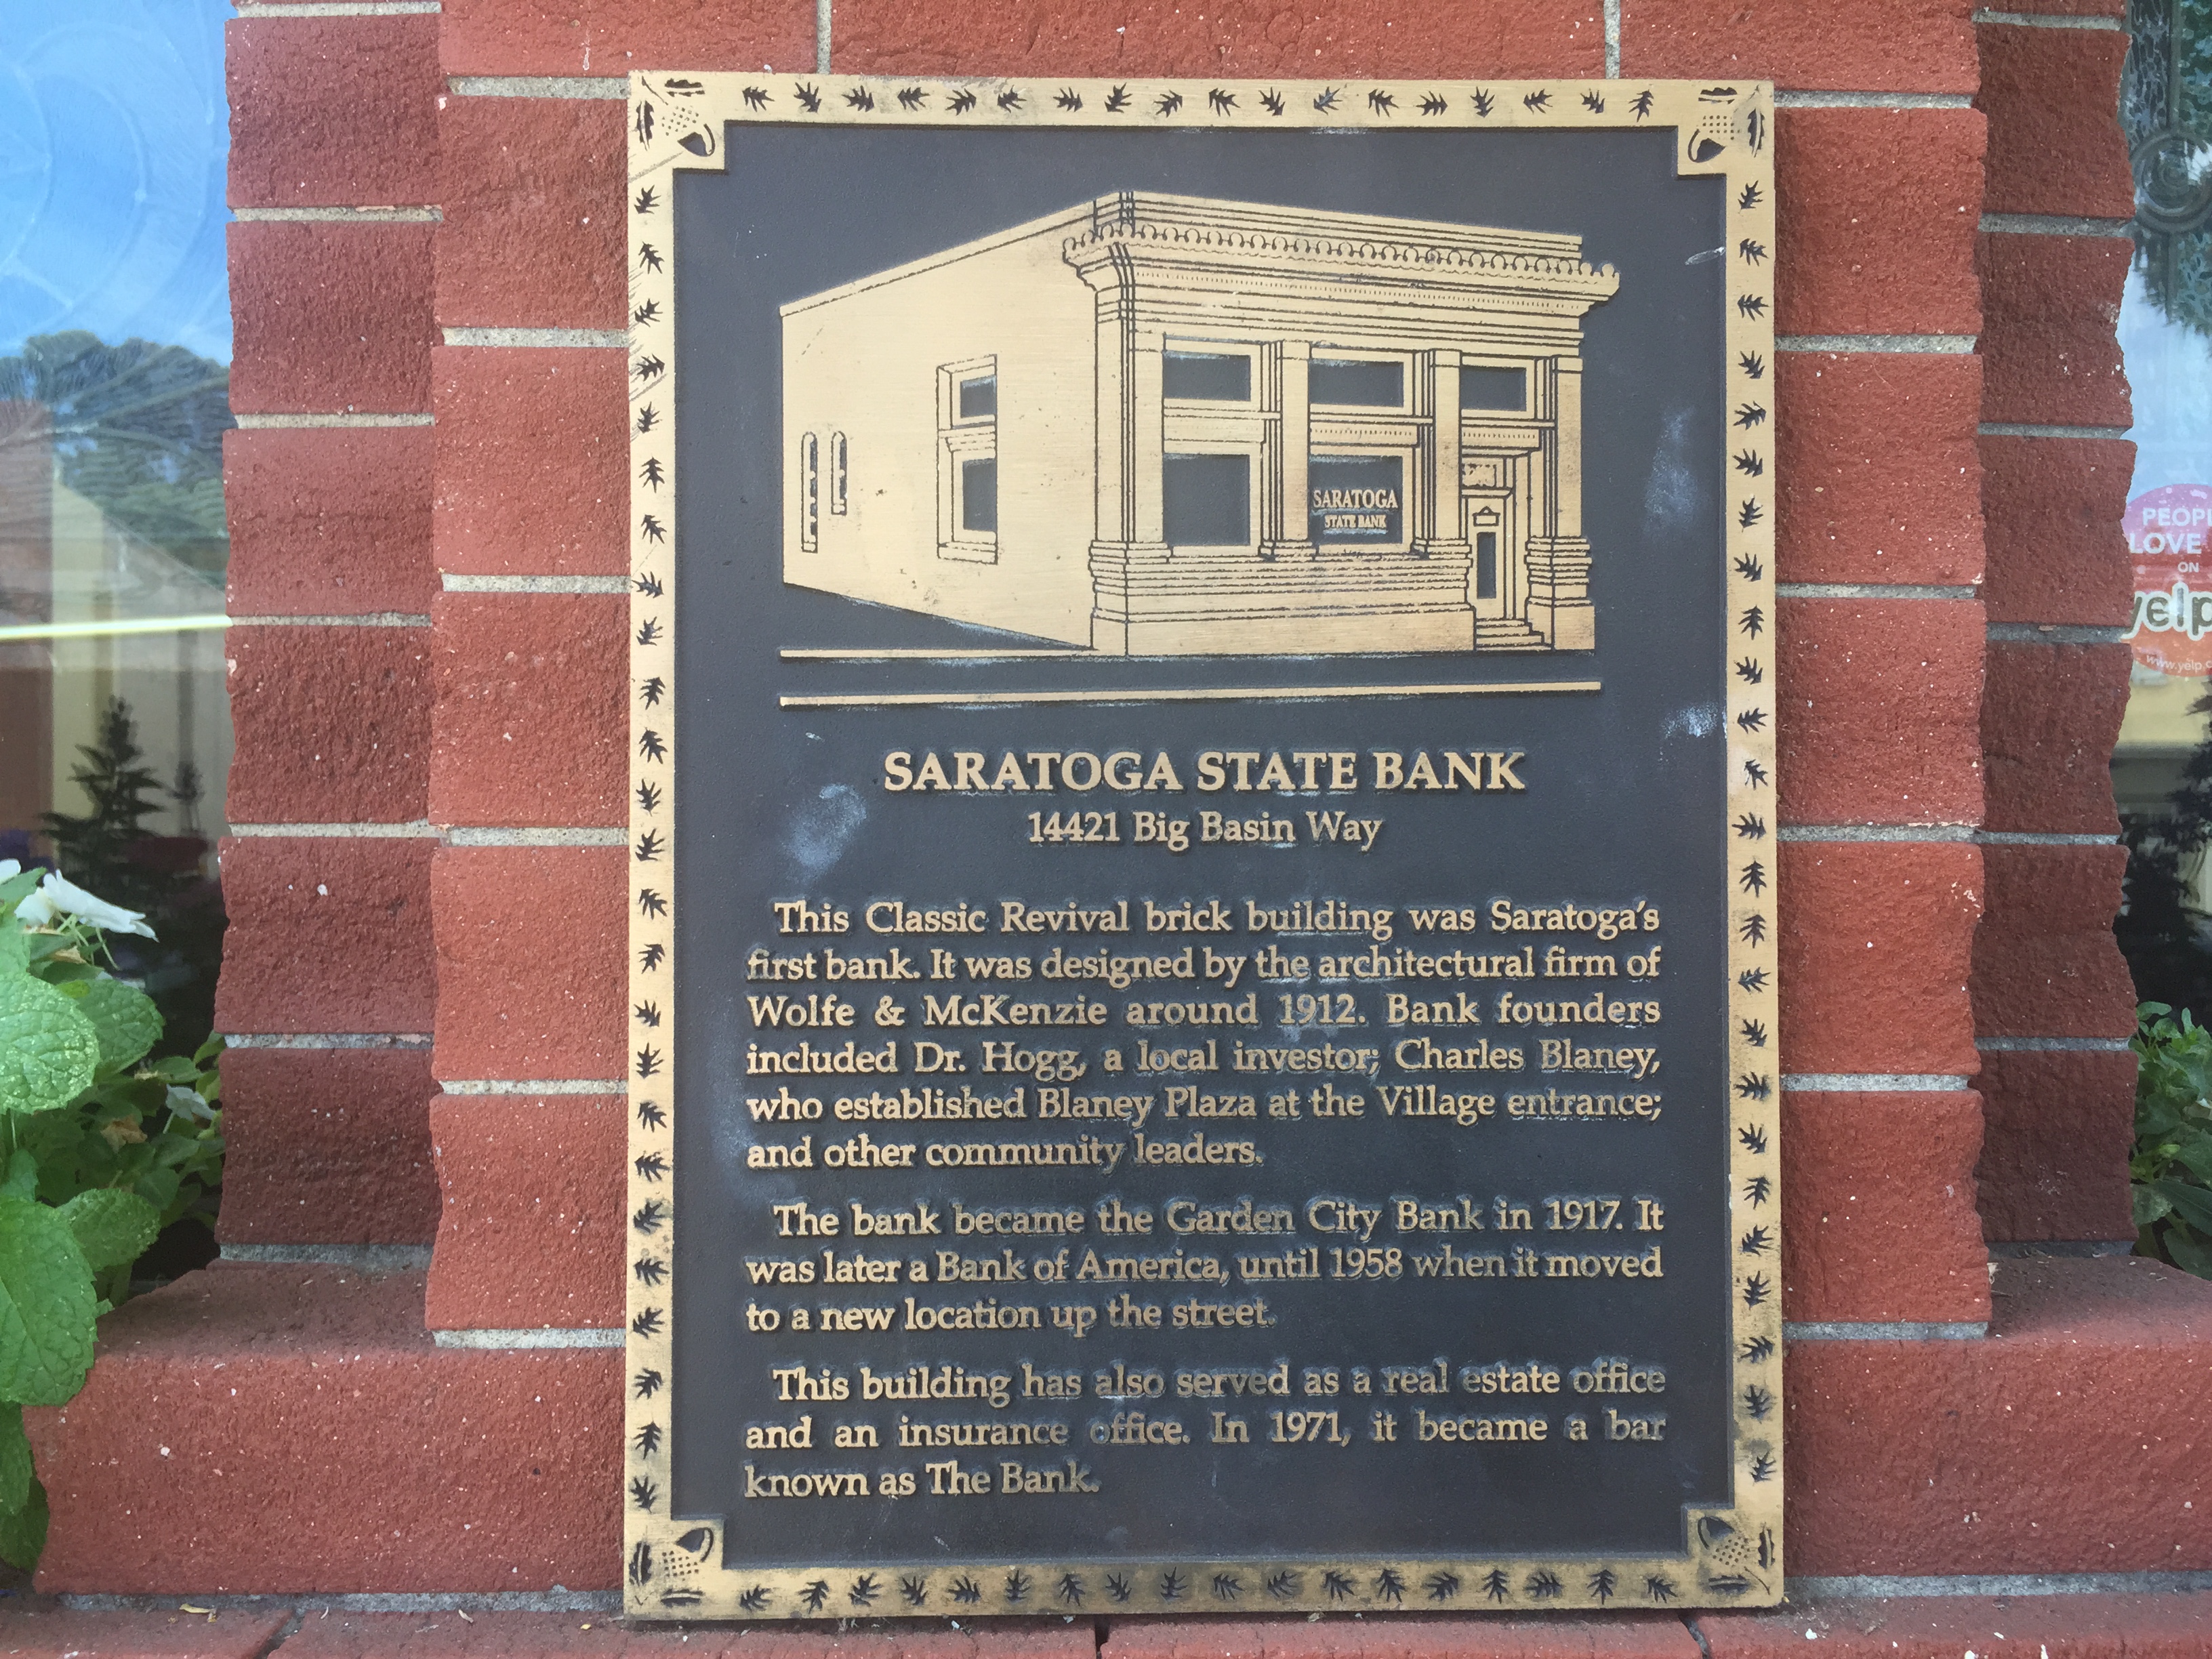 SARATOGA
STATE BANK
SARATOGA STATE BANK
14421 Big Basin Way
This Classic Revival brick building was Saratoga's
first bank. It was designed by the architectural firm of
Wolfe & McKenzie around 1912. Bank founders
included Dr. Hogg, a local investor; Charles Blaney,
who established Blaney Plaza at the Village entrance;
and other community leaders.
The bank became the Garden City Bank in 1917. It
was later a Bank of America, until 1958 when it moved
to a new location up the street.
This building has also served as a real estate office
and an insurance office. In 1971, it became a bar
known as The Bank.
LOVE
ON
yelp